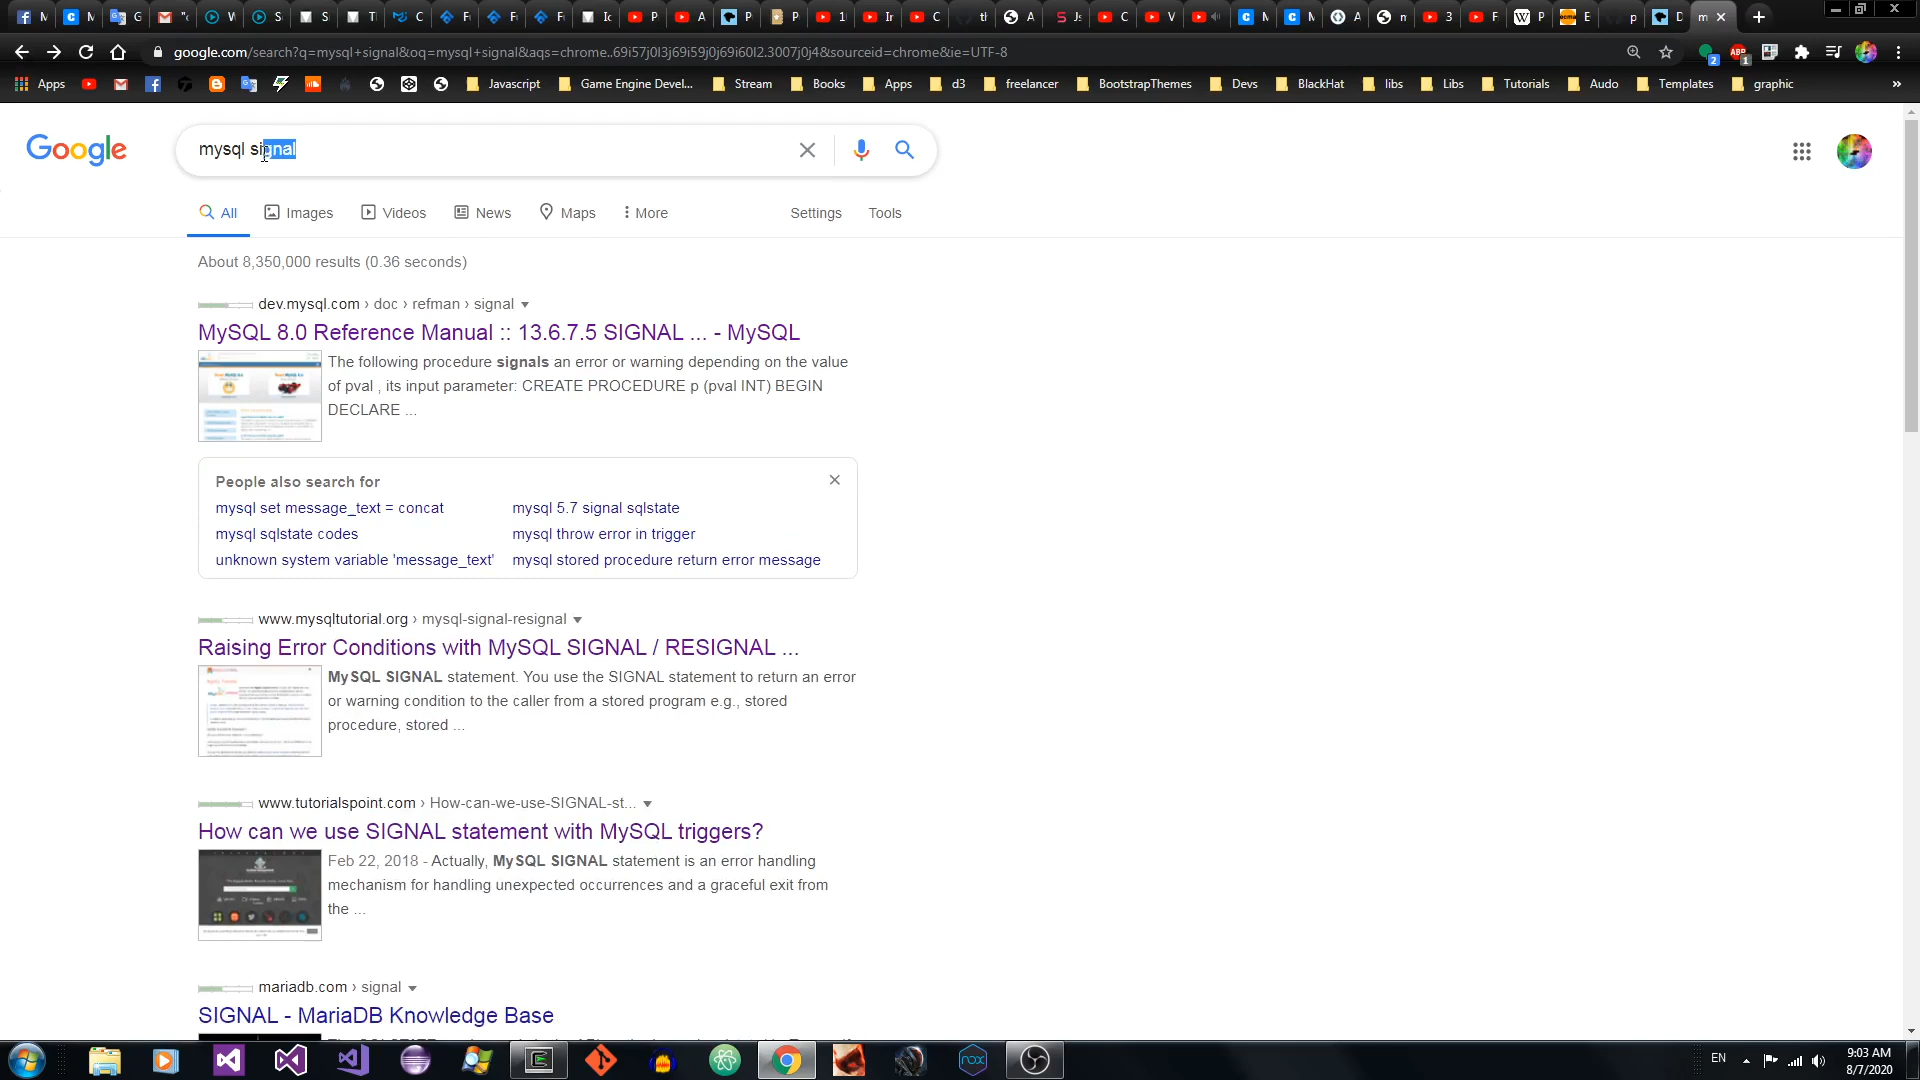 google.com/search?q=mysql+signal&oq=mysql+signal&aqs=chrome..69i57j0l3j69i59j0j69i60l2.3007j0j4&sourceid=chrome&ie=UTF-8
Apps Javascript Game Engine Devel... Stream Books Apps d3 freelancer BootstrapThemes Devs BlackHat libs Libs Tutorials Audo Templates graphic »
Google mysql signal
All Images Videos News Maps More Settings Tools
About 8,350,000 results (0.36 seconds)
dev.mysql.com › doc › refman › signal
MySQL 8.0 Reference Manual :: 13.6.7.5 SIGNAL ... - MySQL
The following procedure signals an error or warning depending on the value
of pval , its input parameter: CREATE PROCEDURE p (pval INT) BEGIN
DECLARE ...
People also search for
mysql set message_text = concat mysql 5.7 signal sqlstate
mysql sqlstate codes mysql throw error in trigger
unknown system variable 'message_text' mysql stored procedure return error message
www.mysqltutorial.org › mysql-signal-resignal
Raising Error Conditions with MySQL SIGNAL / RESIGNAL ...
MySQL SIGNAL statement. You use the SIGNAL statement to return an error
or warning condition to the caller from a stored program e.g., stored
procedure, stored ...
www.tutorialspoint.com › How-can-we-use-SIGNAL-st...
How can we use SIGNAL statement with MySQL triggers?
Feb 22, 2018 - Actually, MySQL SIGNAL statement is an error handling
mechanism for handling unexpected occurrences and a graceful exit from
the ...
mariadb.com › signal
SIGNAL - MariaDB Knowledge Base
EN 9:03 AM
8/7/2020